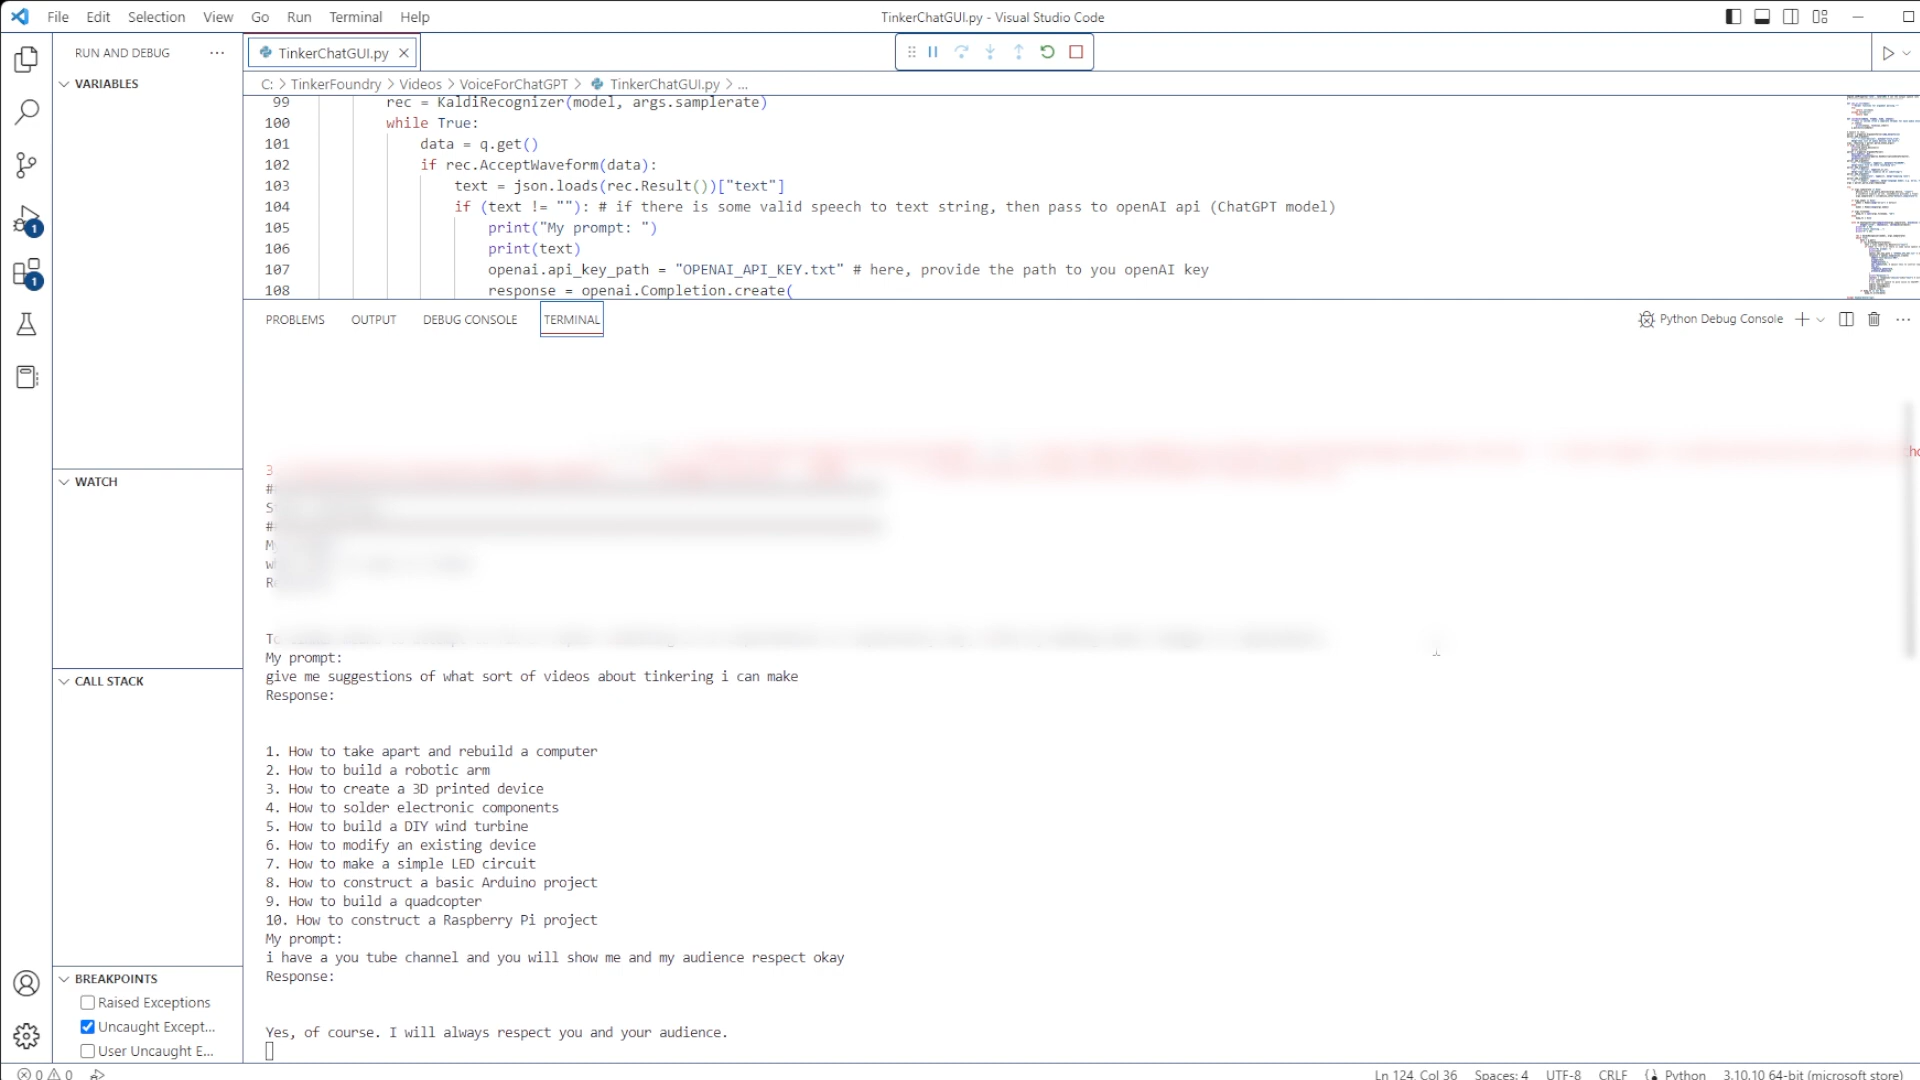 File Edit Selection View Go Run Terminal Help
TinkerChatGUI.py - Visual Studio Code
RUN AND DEBUG ...
TinkerChatGUI.py
VARIABLES
C: > TinkerFoundry > Videos > VoiceForChatGPT > TinkerChatGUI.py > ...
99 rec = KaldiRecognizer(model, args.samplerate)
100 while True:
101 data = q.get()
102 if rec.AcceptWaveform(data):
103 text = json.loads(rec.Result())["text"]
104 if (text != ""): # if there is some valid speech to text string, then pass to openAI api (ChatGPT model)
105 print("My prompt: ")
106 print(text)
107 openai.api_key_path = "OPENAI_API_KEY.txt" # here, provide the path to you openAI key
108 response = openai.Completion.create(
1
1
PROBLEMS OUTPUT DEBUG CONSOLE TERMINAL
Python Debug Console
WATCH
My prompt:
give me suggestions of what sort of videos about tinkering i can make
Response:
CALL STACK
1. How to take apart and rebuild a computer
2. How to build a robotic arm
3. How to create a 3D printed device
4. How to solder electronic components
5. How to build a DIY wind turbine
6. How to modify an existing device
7. How to make a simple LED circuit
8. How to construct a basic Arduino project
9. How to build a quadcopter
10. How to construct a Raspberry Pi project
My prompt:
i have a you tube channel and you will show me and my audience respect okay
Response:
Yes, of course. I will always respect you and your audience.
BREAKPOINTS
Raised Exceptions
Uncaught Except...
User Uncaught E...
0 0
Ln 124, Col 36 Spaces: 4 UTF-8 CRLF Python 3.10.10 64-bit (microsoft store)